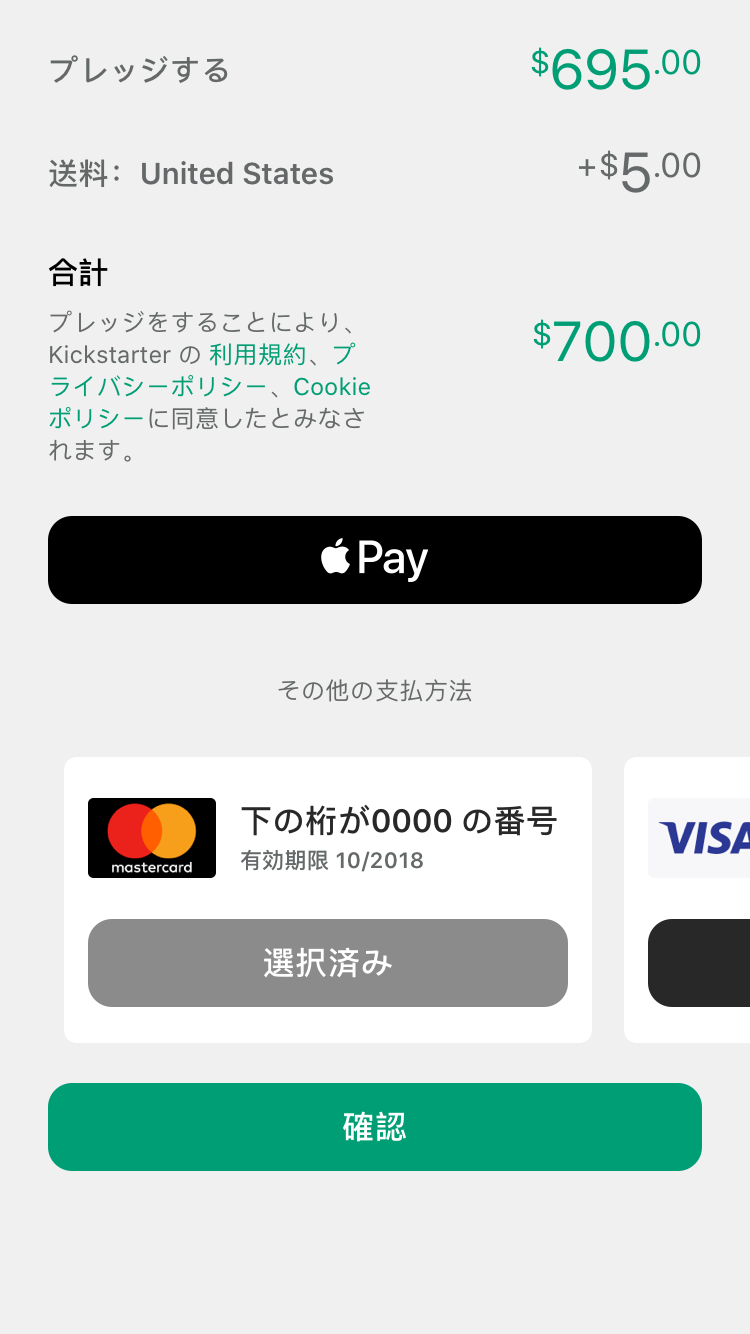 プレッジする $695.00
送料： United States +$5.00
合計
プレッジをすることにより、
Kickstarter の 利用規約、プ
ライバシーポリシー、Cookie
ポリシーに同意したとみなさ
れます。
$700.00
Pay
その他の支払方法
mastercard
下の桁が0000 の番号
有効期限 10/2018
選択済み
VISA
確認